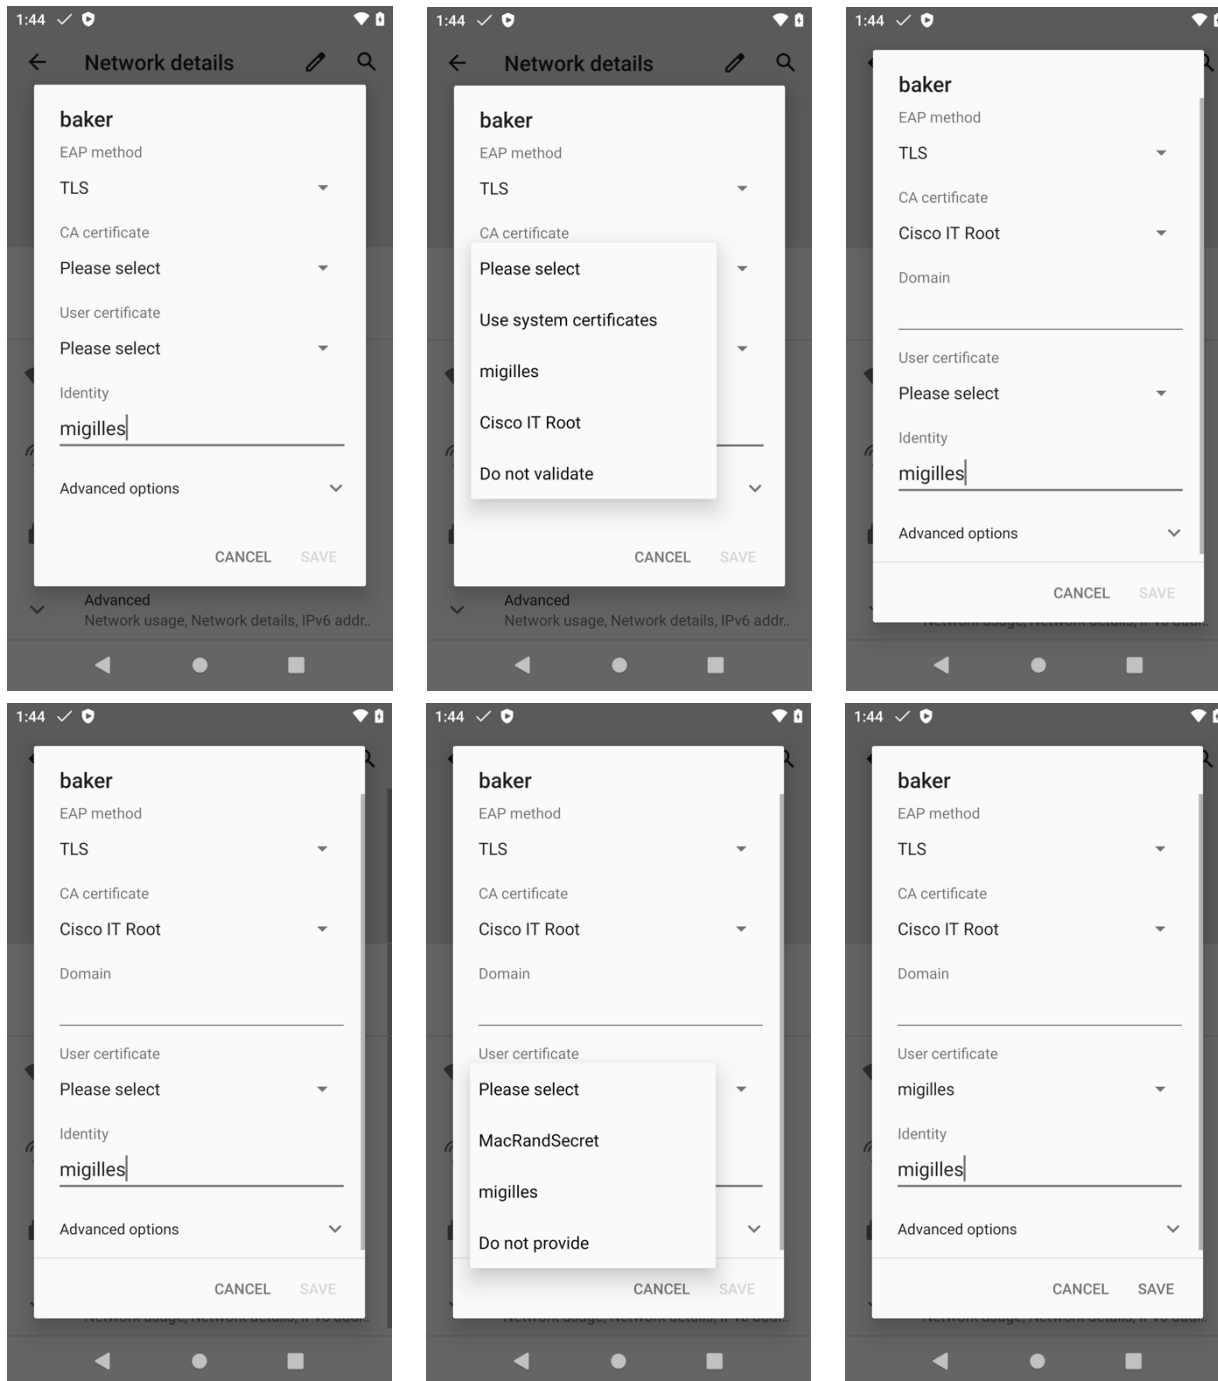 1:44
Network details
baker
EAP method
TLS
CA certificate
Please select
User certificate
Please select
Identity
migilles
Advanced options
CANCEL SAVE
Advanced
Network usage, Network details, IPv6 addr..
1:44
Network details
baker
EAP method
TLS
CA certificate
Please select
Use system certificates
migilles
Cisco IT Root
Do not validate
CANCEL SAVE
Advanced
Network usage, Network details, IPv6 addr..
1:44
baker
EAP method
TLS
CA certificate
Cisco IT Root
Domain
User certificate
Please select
Identity
migilles
Advanced options
CANCEL SAVE
1:44
baker
EAP method
TLS
CA certificate
Cisco IT Root
Domain
User certificate
Please select
Identity
migilles
Advanced options
CANCEL SAVE
1:44
baker
EAP method
TLS
CA certificate
Cisco IT Root
Domain
User certificate
Please select
MacRandSecret
migilles
Do not provide
CANCEL SAVE
1:44
baker
EAP method
TLS
CA certificate
Cisco IT Root
Domain
User certificate
migilles
Identity
migilles
Advanced options
CANCEL SAVE